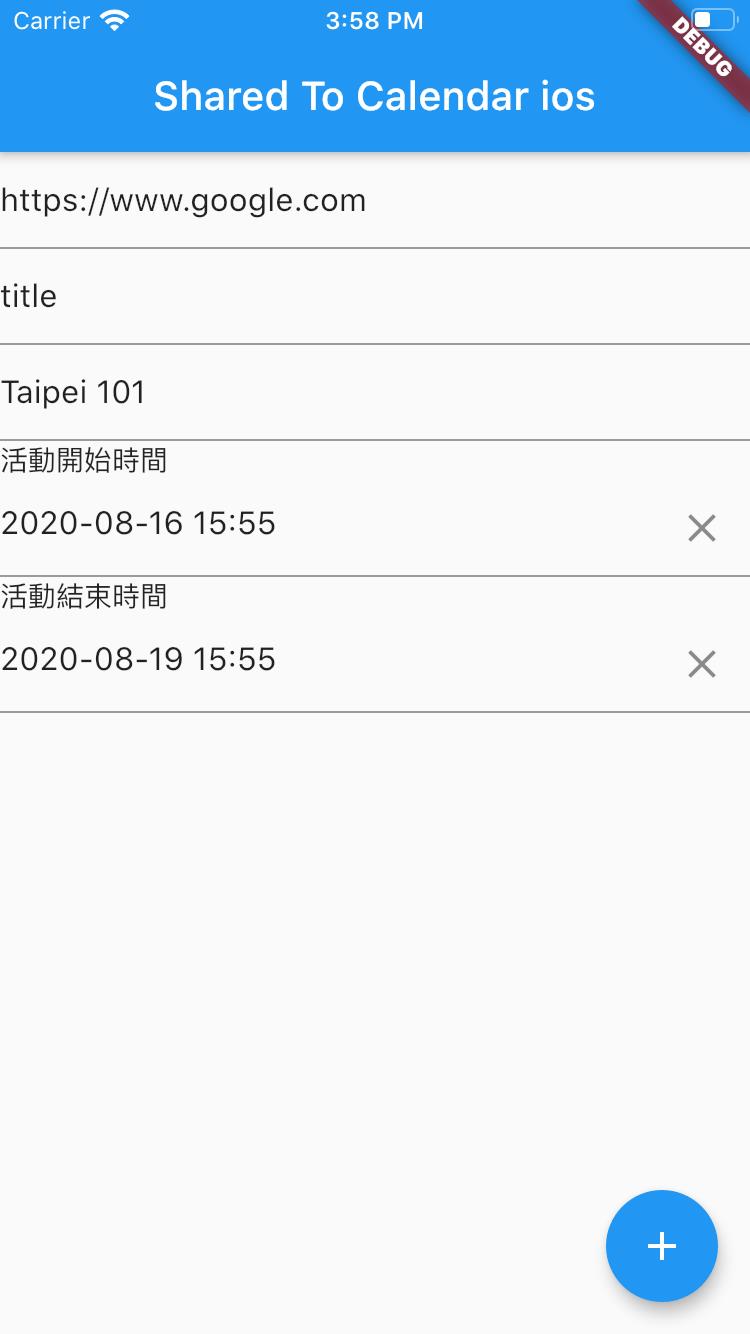 Carrier 3:58 PM
DEBUG
Shared To Calendar ios
https://www.google.com
title
Taipei 101
活動開始時間
2020-08-16 15:55
活動結束時間
2020-08-19 15:55